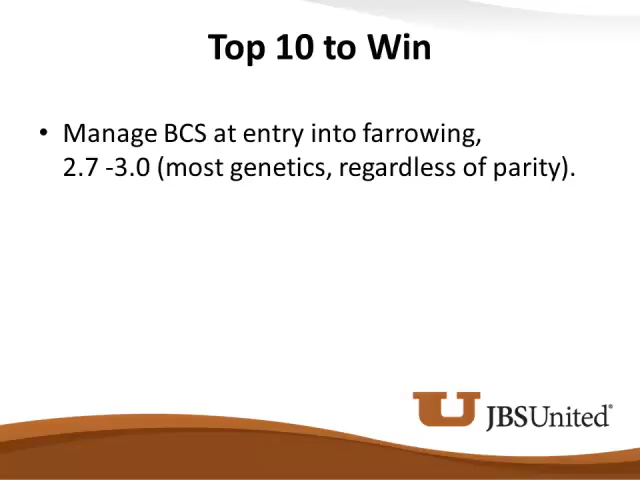 Top 10 to Win
• Manage BCS at entry into farrowing,
2.7 -3.0 (most genetics, regardless of parity).
JBSUnited®